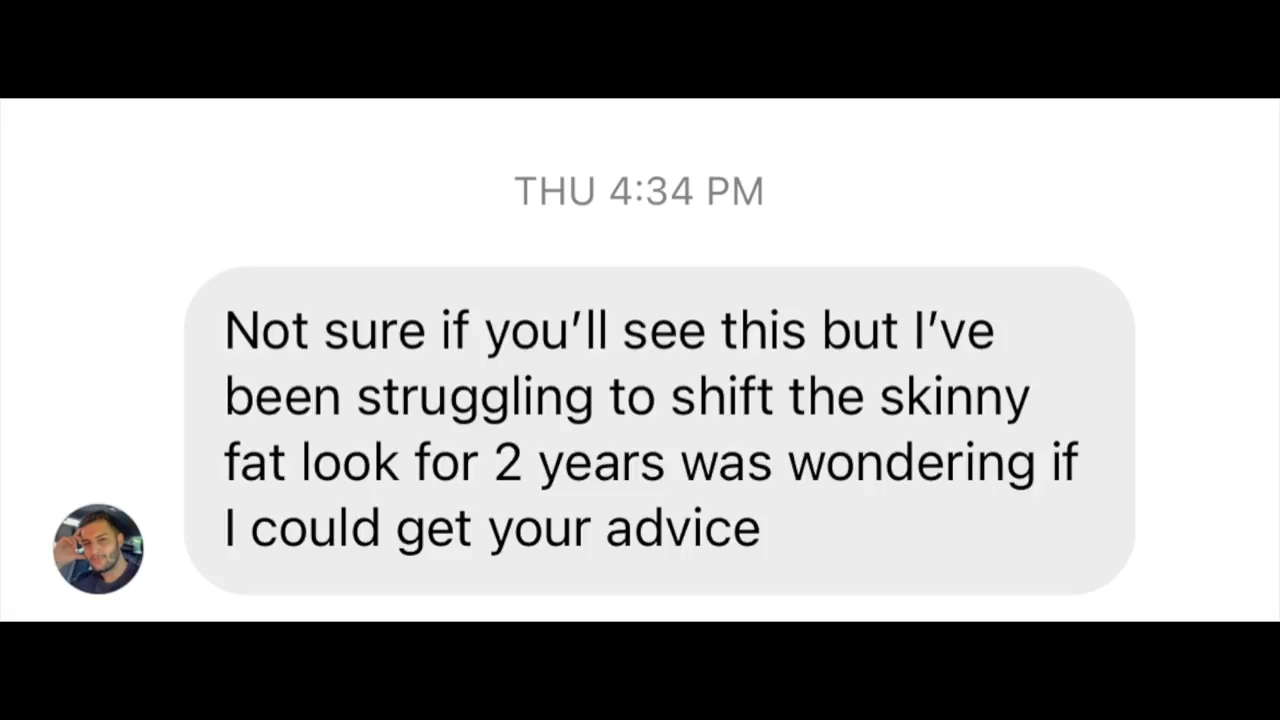 THU 4:34 PM
Not sure if you’ll see this but I’ve
been struggling to shift the skinny
fat look for 2 years was wondering if
I could get your advice